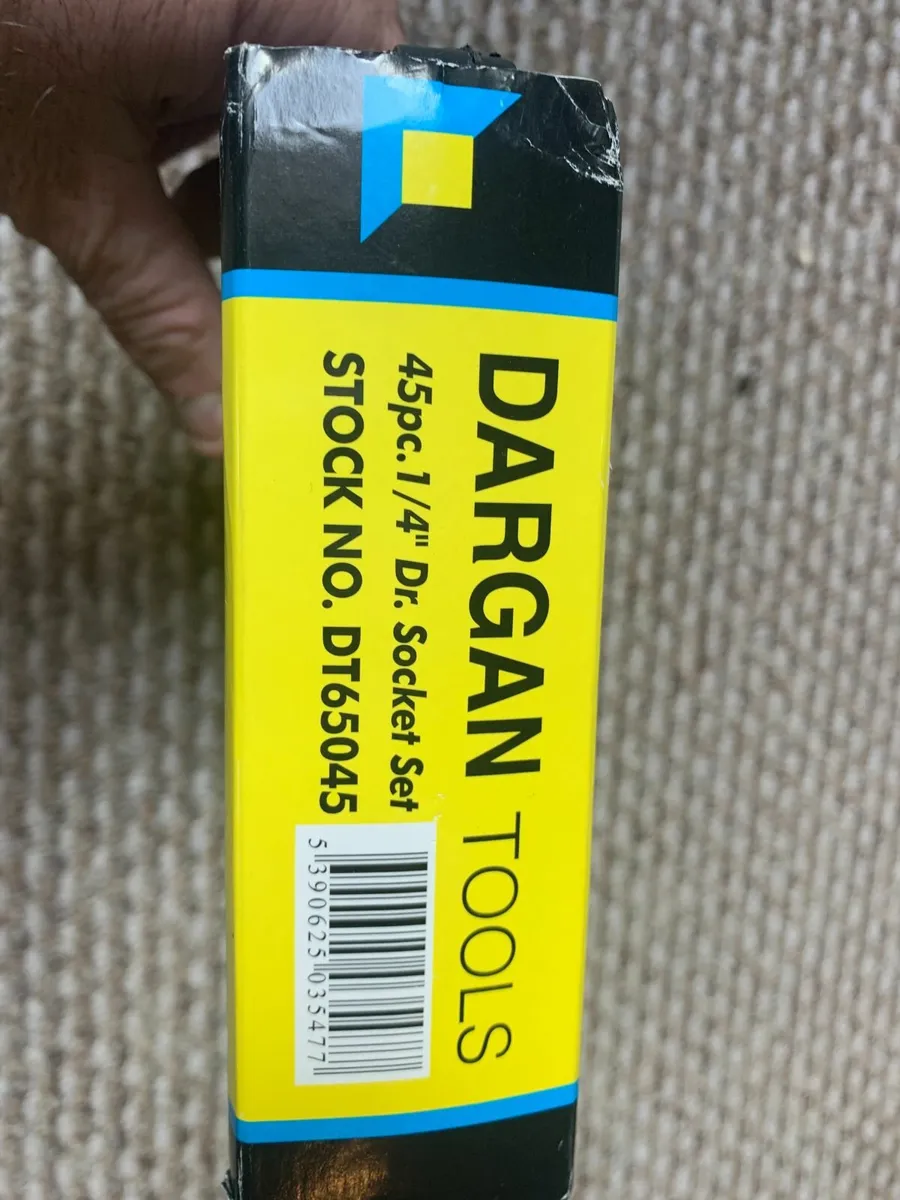 DARGAN TOOLS
45pc. 1/4" Dr. Socket Set
STOCK NO. DT65045
5 390625 035477